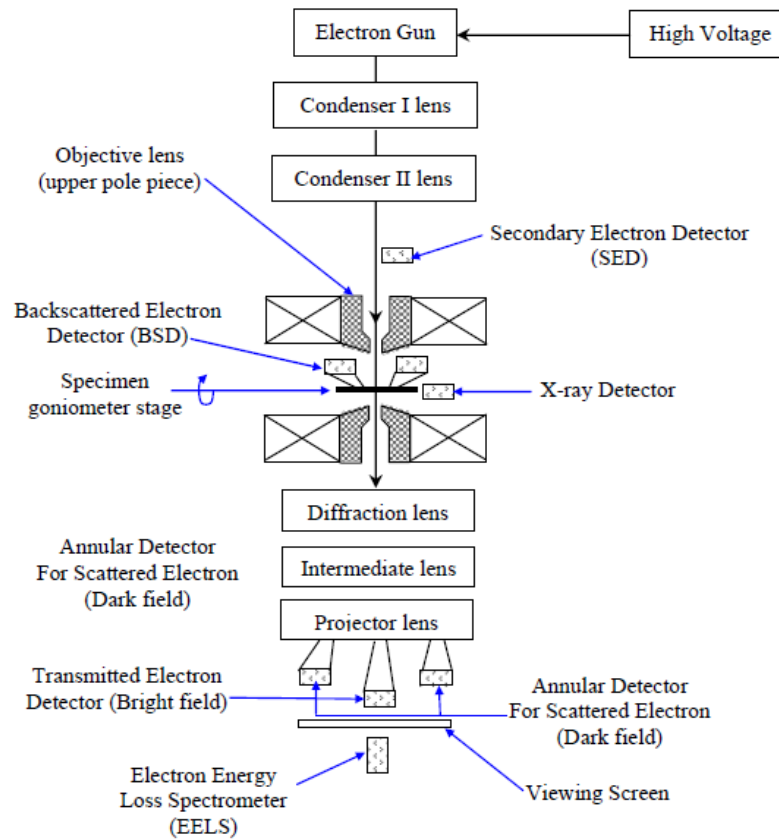 Electron Gun
High Voltage
Condenser I lens
Objective lens
(upper pole piece)
Condenser II lens
Secondary Electron Detector
(SED)
Backscattered Electron
Detector (BSD)
Specimen
goniometer stage
X-ray Detector
Diffraction lens
Annular Detector
For Scattered Electron
(Dark field)
Intermediate lens
Projector lens
Transmitted Electron
Detector (Bright field)
Annular Detector
For Scattered Electron
(Dark field)
Electron Energy
Loss Spectrometer
(EELS)
Viewing Screen